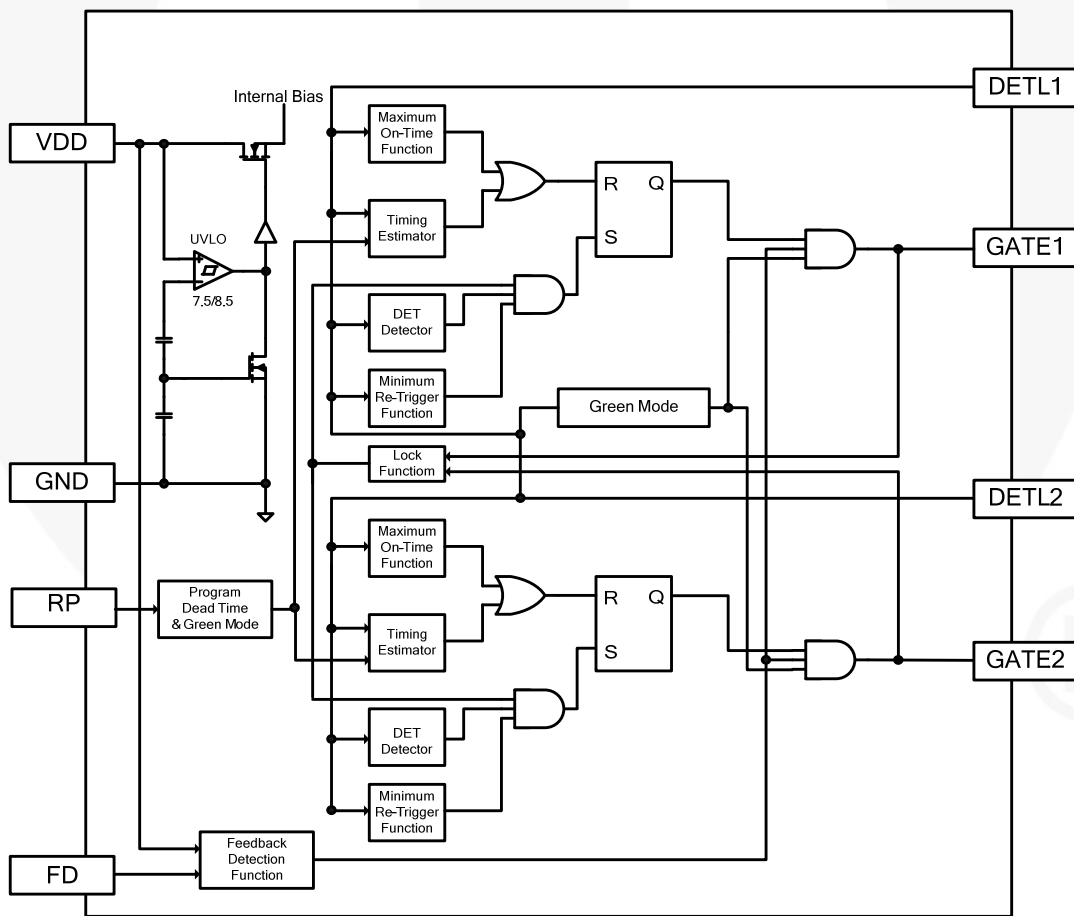 DETL1
Internal Bias
VDD
Maximum
On-Time
Function
R Q
S
Timing
Estimator
UVLO
+
-
7.5/8.5
GATE1
DET
Detector
Minimum
Re-Trigger
Function
Green Mode
Lock
Functiom
GND
DETL2
Maximum
On-Time
Function
RP
Program
Dead Time
& Green Mode
R Q
S
Timing
Estimator
GATE2
DET
Detector
Minimum
Re-Trigger
Function
FD
Feedback
Detection
Function